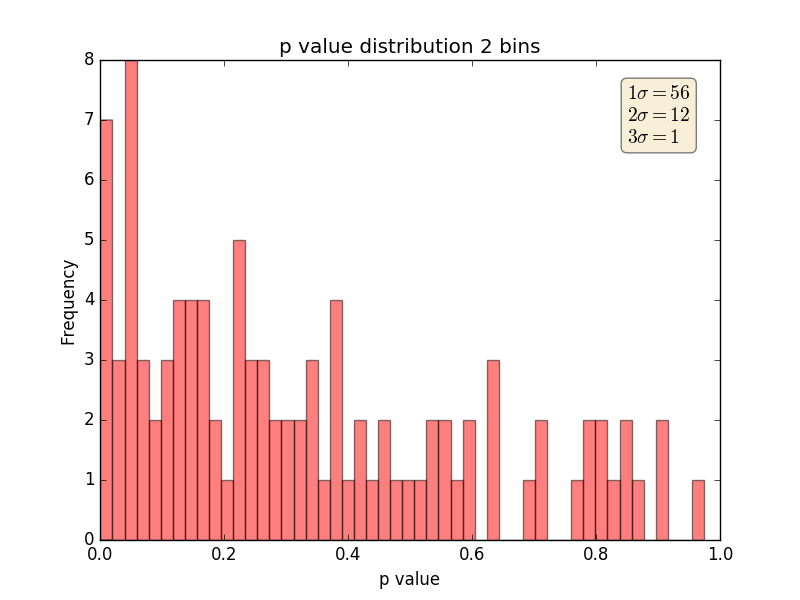 p value distribution 2 bins
8
7
6
5
4
3
2
1
0
Frequency
1σ = 56
2σ = 12
3σ = 1
0.0 0.2 0.4 0.6 0.8 1.0
p value